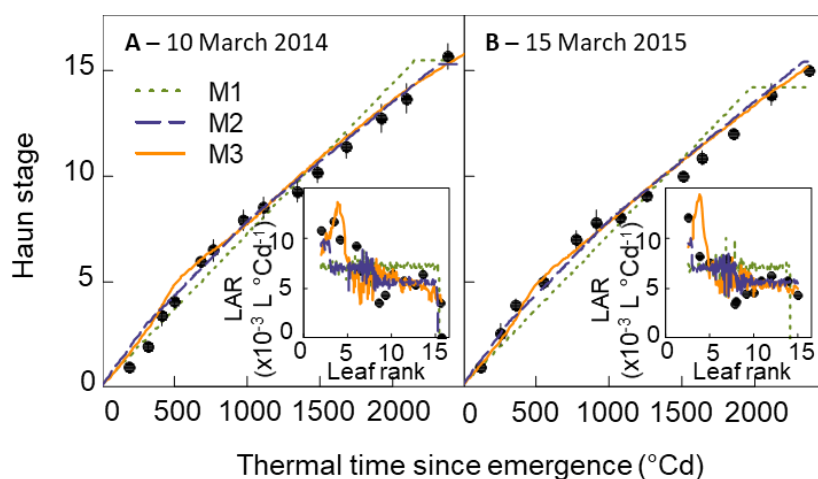 A – 10 March 2014
B – 15 March 2015
M1
M2
M3
Haun stage
15
10
5
0
LAR
(x10⁻³ L °Cd⁻¹)
10
5
0
0 5 10 15
Leaf rank
LAR
(x10⁻³ L °Cd⁻¹)
10
5
0
0 5 10 15
Leaf rank
0 500 1000 1500 2000 0 500 1000 1500 2000
Thermal time since emergence (°Cd)